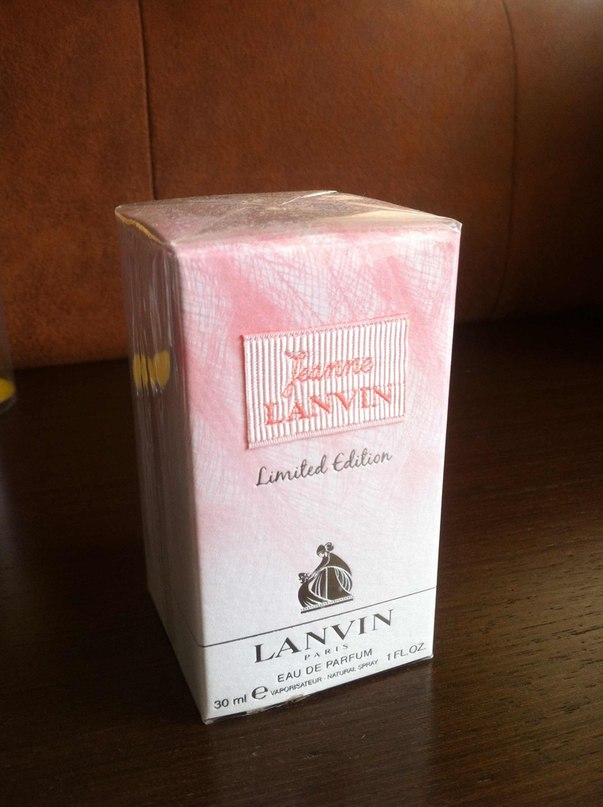 Jeanne
LANVIN
Limited Edition
LANVIN
PARIS
EAU DE PARFUM
30 ml e VAPORISATEUR - NATURAL SPRAY 1 FL.OZ.